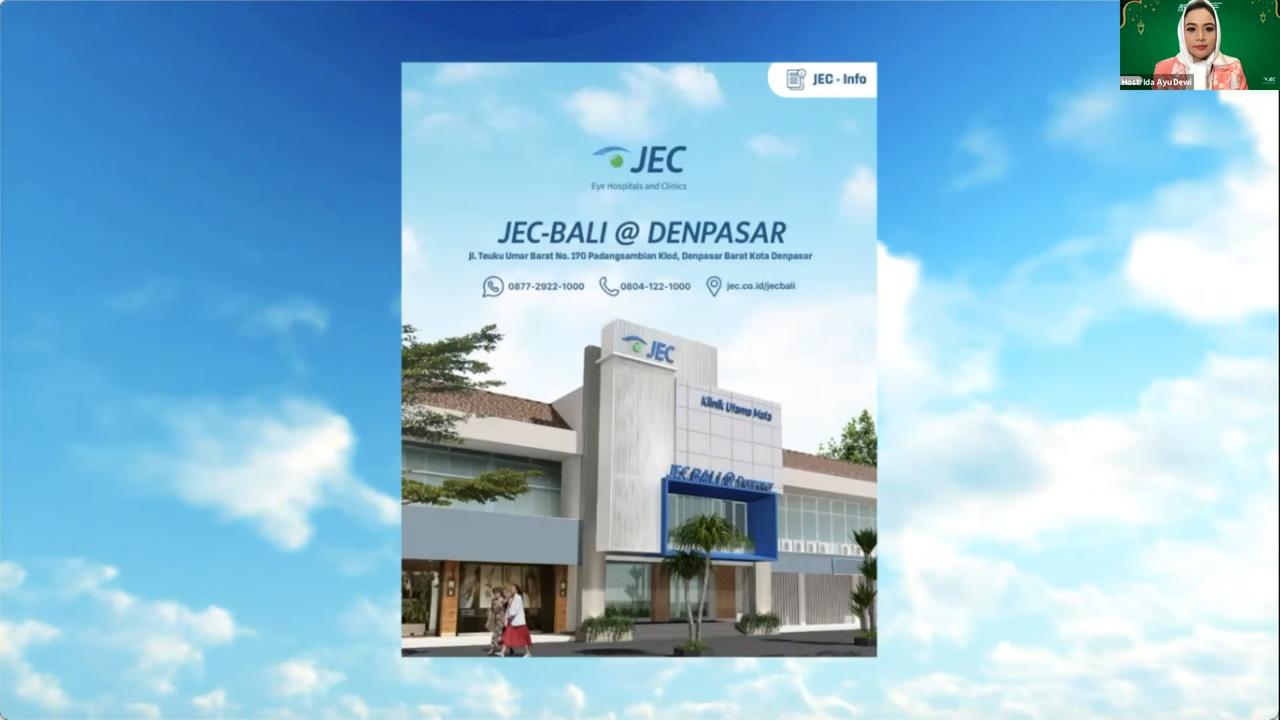 JEC - Info
JEC
Eye Hospitals and Clinics
JEC-BALI @ DENPASAR
Jl. Teuku Umar Barat No. 170 Padangsambian Klod, Denpasar Barat Kota Denpasar
0877-2922-1000
0804-122-1000
jec.co.id/jecbali
JEC
Klinik Utama Mata
JEC BALI @ Denpasar
Host: Ida Ayu Dewi